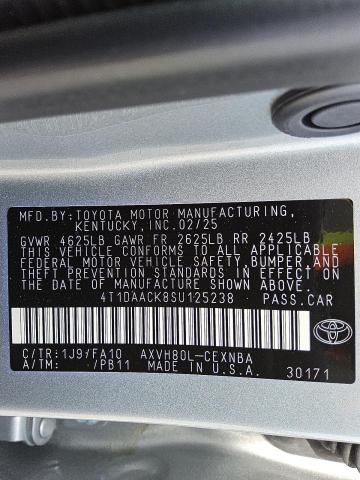 MFD.BY:TOYOTA MOTOR MANUFACTURING,
KENTUCKY,INC.02/25
GVWR 4625LB GAWR FR 2625LB RR 2425LB
THIS VEHICLE CONFORMS TO ALL APPLICABLE
FEDERAL MOTOR VEHICLE SAFETY,BUMPER,AND
THEFT PREVENTION STANDARDS IN EFFECT ON
THE DATE OF MANUFACTURE SHOWN ABOVE.
4T1DAACK8SU125238 PASS.CAR
C/TR:1J9/FA10 AXVH80L-CEXNBA
A/TM: /PB11 MADE IN U.S.A. 30171
TOYOTA